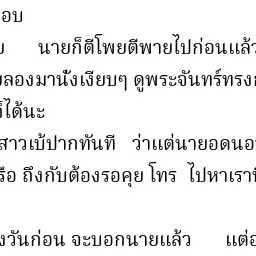 อบ
นายก็ตีโพยตีพายไปก่อนแล้ว
ลองมานั่งเงียบๆ ดูพระจันทร์ทรง
ได้นะ
สาวเบ้ปากทันที ว่าแต่นายอดนอ
ถึงกับต้องรอคุย โทร ไปหาเรา
วันก่อน จะบอกนายแล้ว แต่